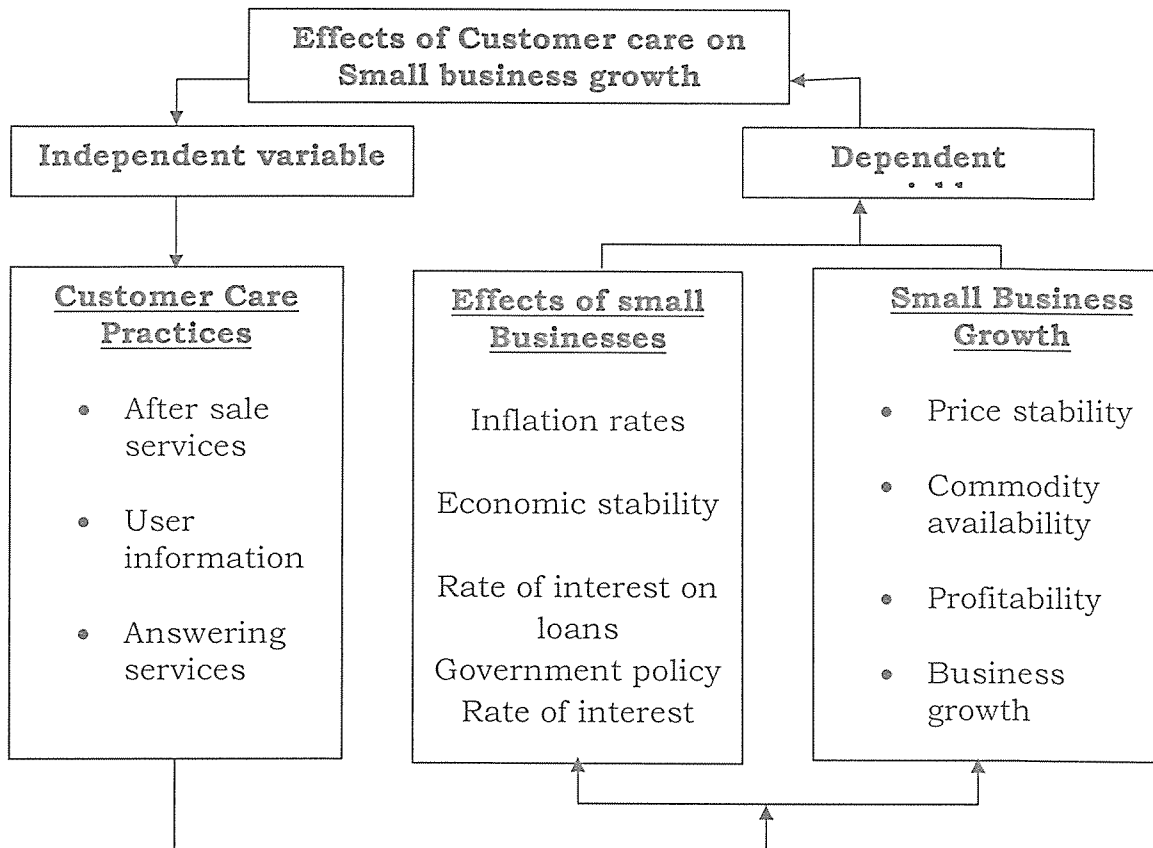 Effects of Customer care on
Small business growth
Independent variable
Dependent
Customer Care
Practices
• After sale
services
• User
information
• Answering
services
Effects of small
Businesses
Inflation rates
Economic stability
Rate of interest on
loans
Government policy
Rate of interest
Small Business
Growth
• Price stability
• Commodity
availability
• Profitability
• Business
growth